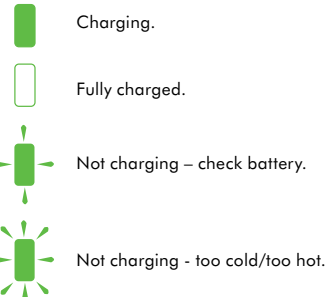 Charging.
Fully charged.
Not charging – check battery.
Not charging - too cold/too hot.